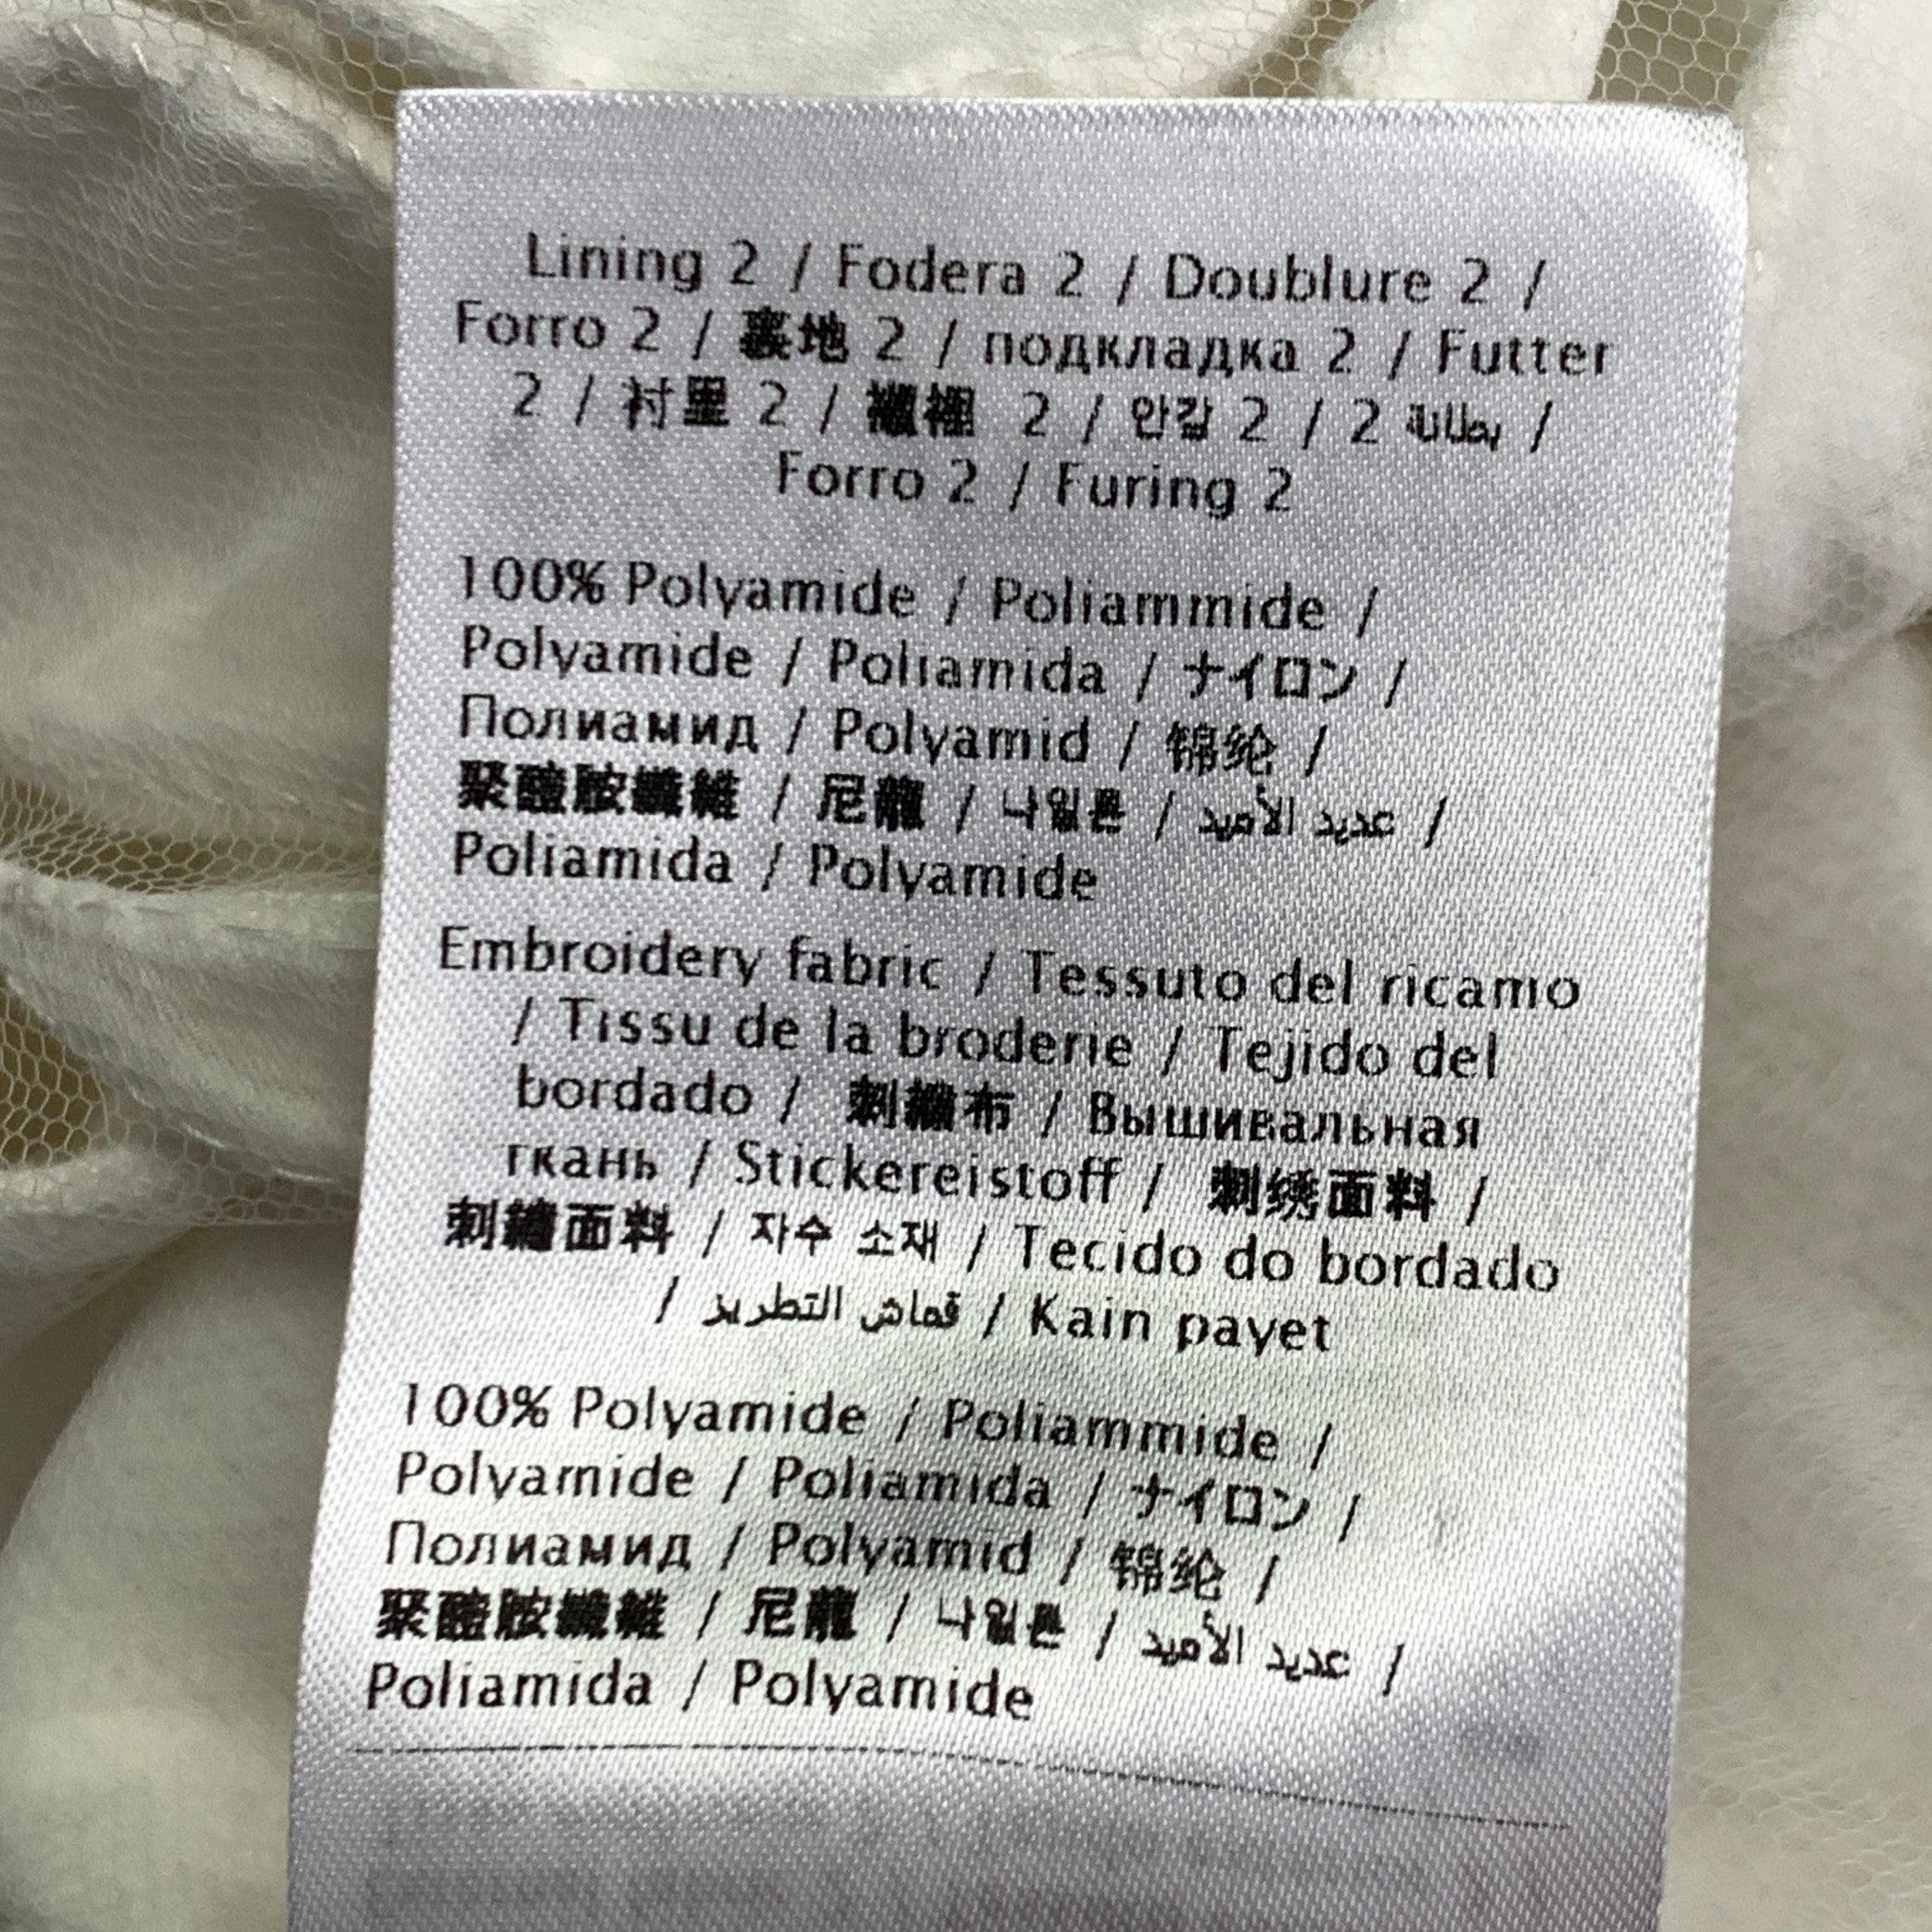 Lining 2 / Fodera 2 / Doublure 2 /
Forro 2 / 裏地 2 / подкладка 2 / Futter
2 / 衬里 2 / 襯裡 2 / 안감 2 / 2 بطانة /
Forro 2 / Furing 2
100% Polyamide / Poliammide /
Polyamide / Poliamida / ナイロン /
Полиамид / Polyamid / 锦纶 /
聚醯胺纖維 / 尼龍 / 나일론 / عديد الأميد /
Poliamida / Polyamide
Embroidery fabric / Tessuto del ricamo
/ Tissu de la broderie / Tejido del
bordado / 刺繍布 / Вышивальная
ткань / Stickereistoff / 刺绣面料 /
刺繡面料 / 자수 소재 / Tecido do bordado
/ قماش التطريز / Kain payet
100% Polyamide / Poliammide /
Polyamide / Poliamida / ナイロン /
Полиамид / Polyamid / 锦纶 /
聚醯胺纖維 / 尼龍 / 나일론 / عديد الأميد /
Poliamida / Polyamide